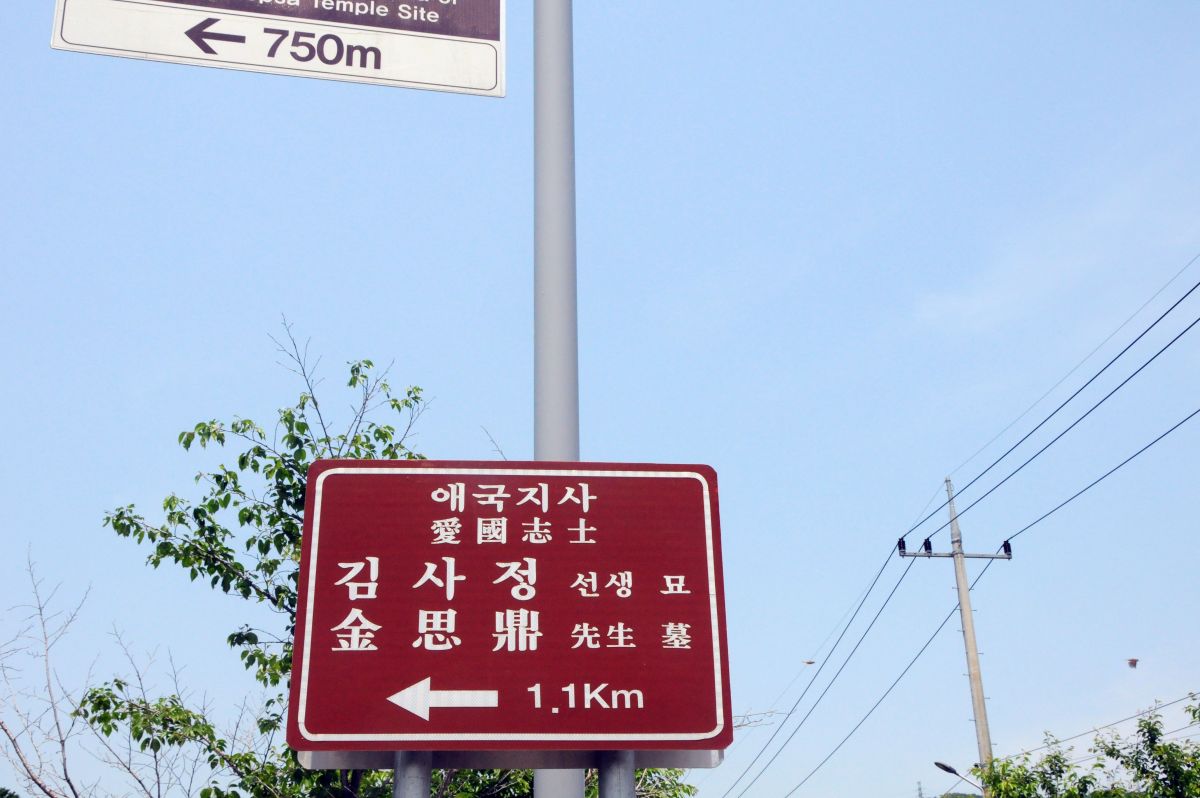 Temple Site
← 750m
애국지사
愛國志士
김사정 선생 묘
金思鼎 先生 墓
← 1.1Km